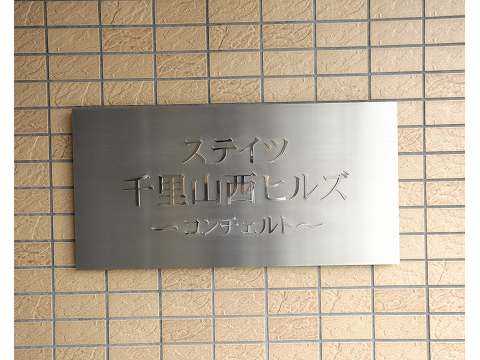 ステイツ
千里山西ヒルズ
～コンチェルト～